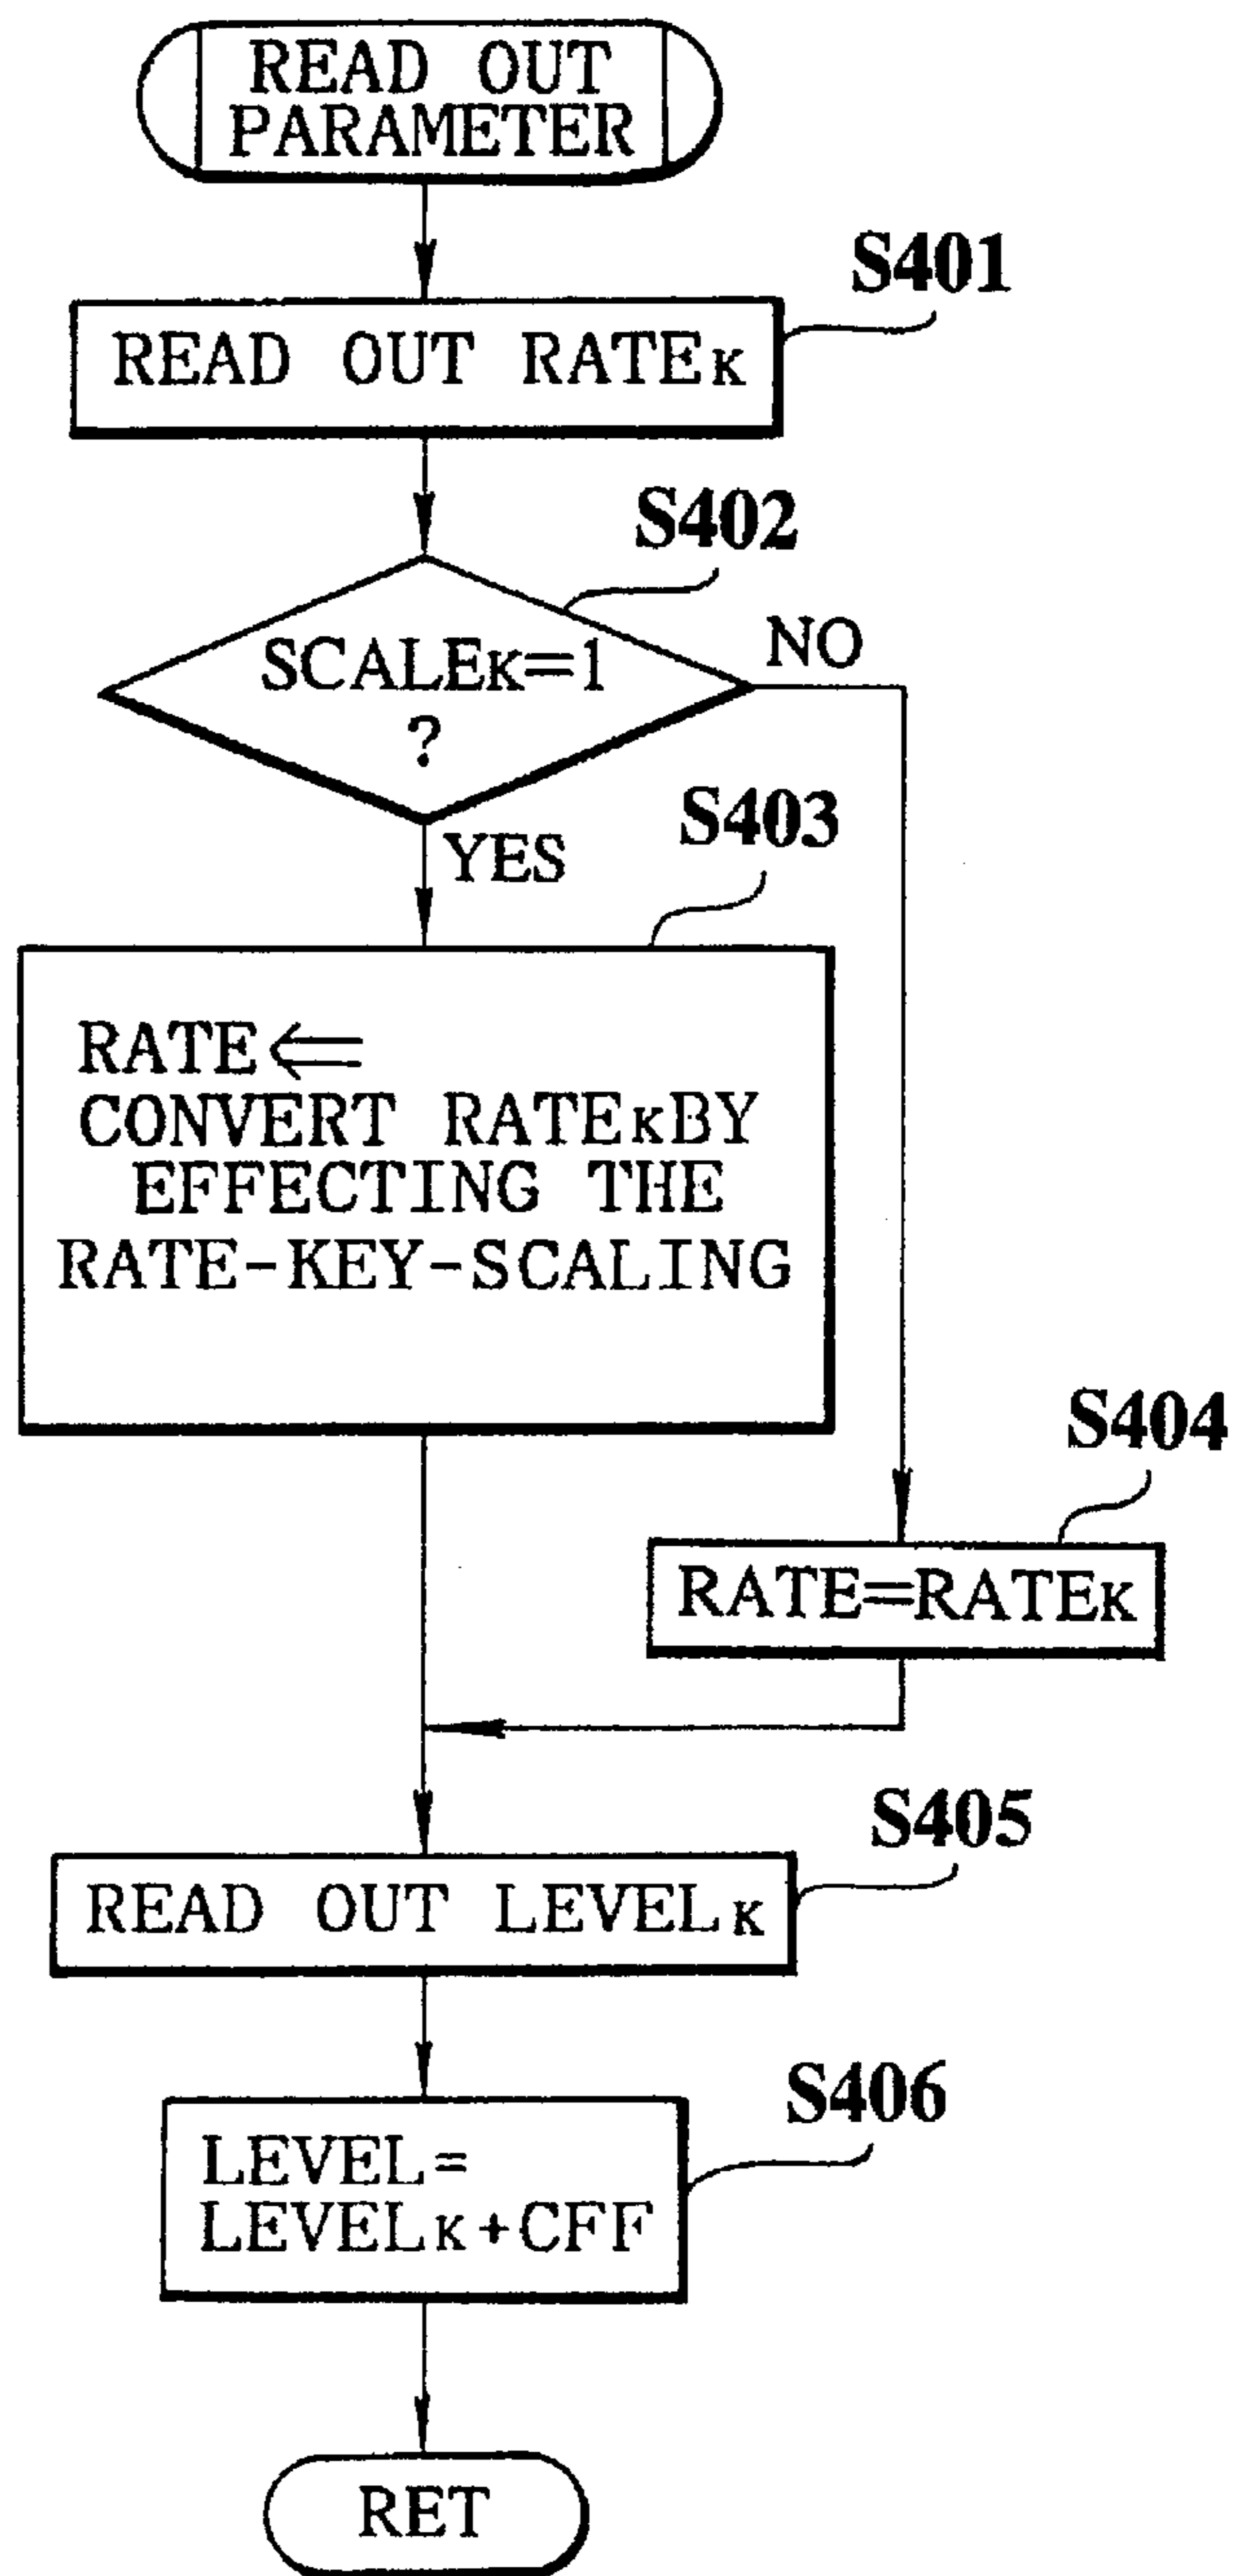 READ OUT
PARAMETER
S401
READ OUT RATEK
S402
SCALEK=1
?
NO
YES
S403
RATE⇐
CONVERT RATEKBY
EFFECTING THE
RATE-KEY-SCALING
S404
RATE=RATEK
S405
READ OUT LEVELK
S406
LEVEL=
LEVELK+CFF
RET